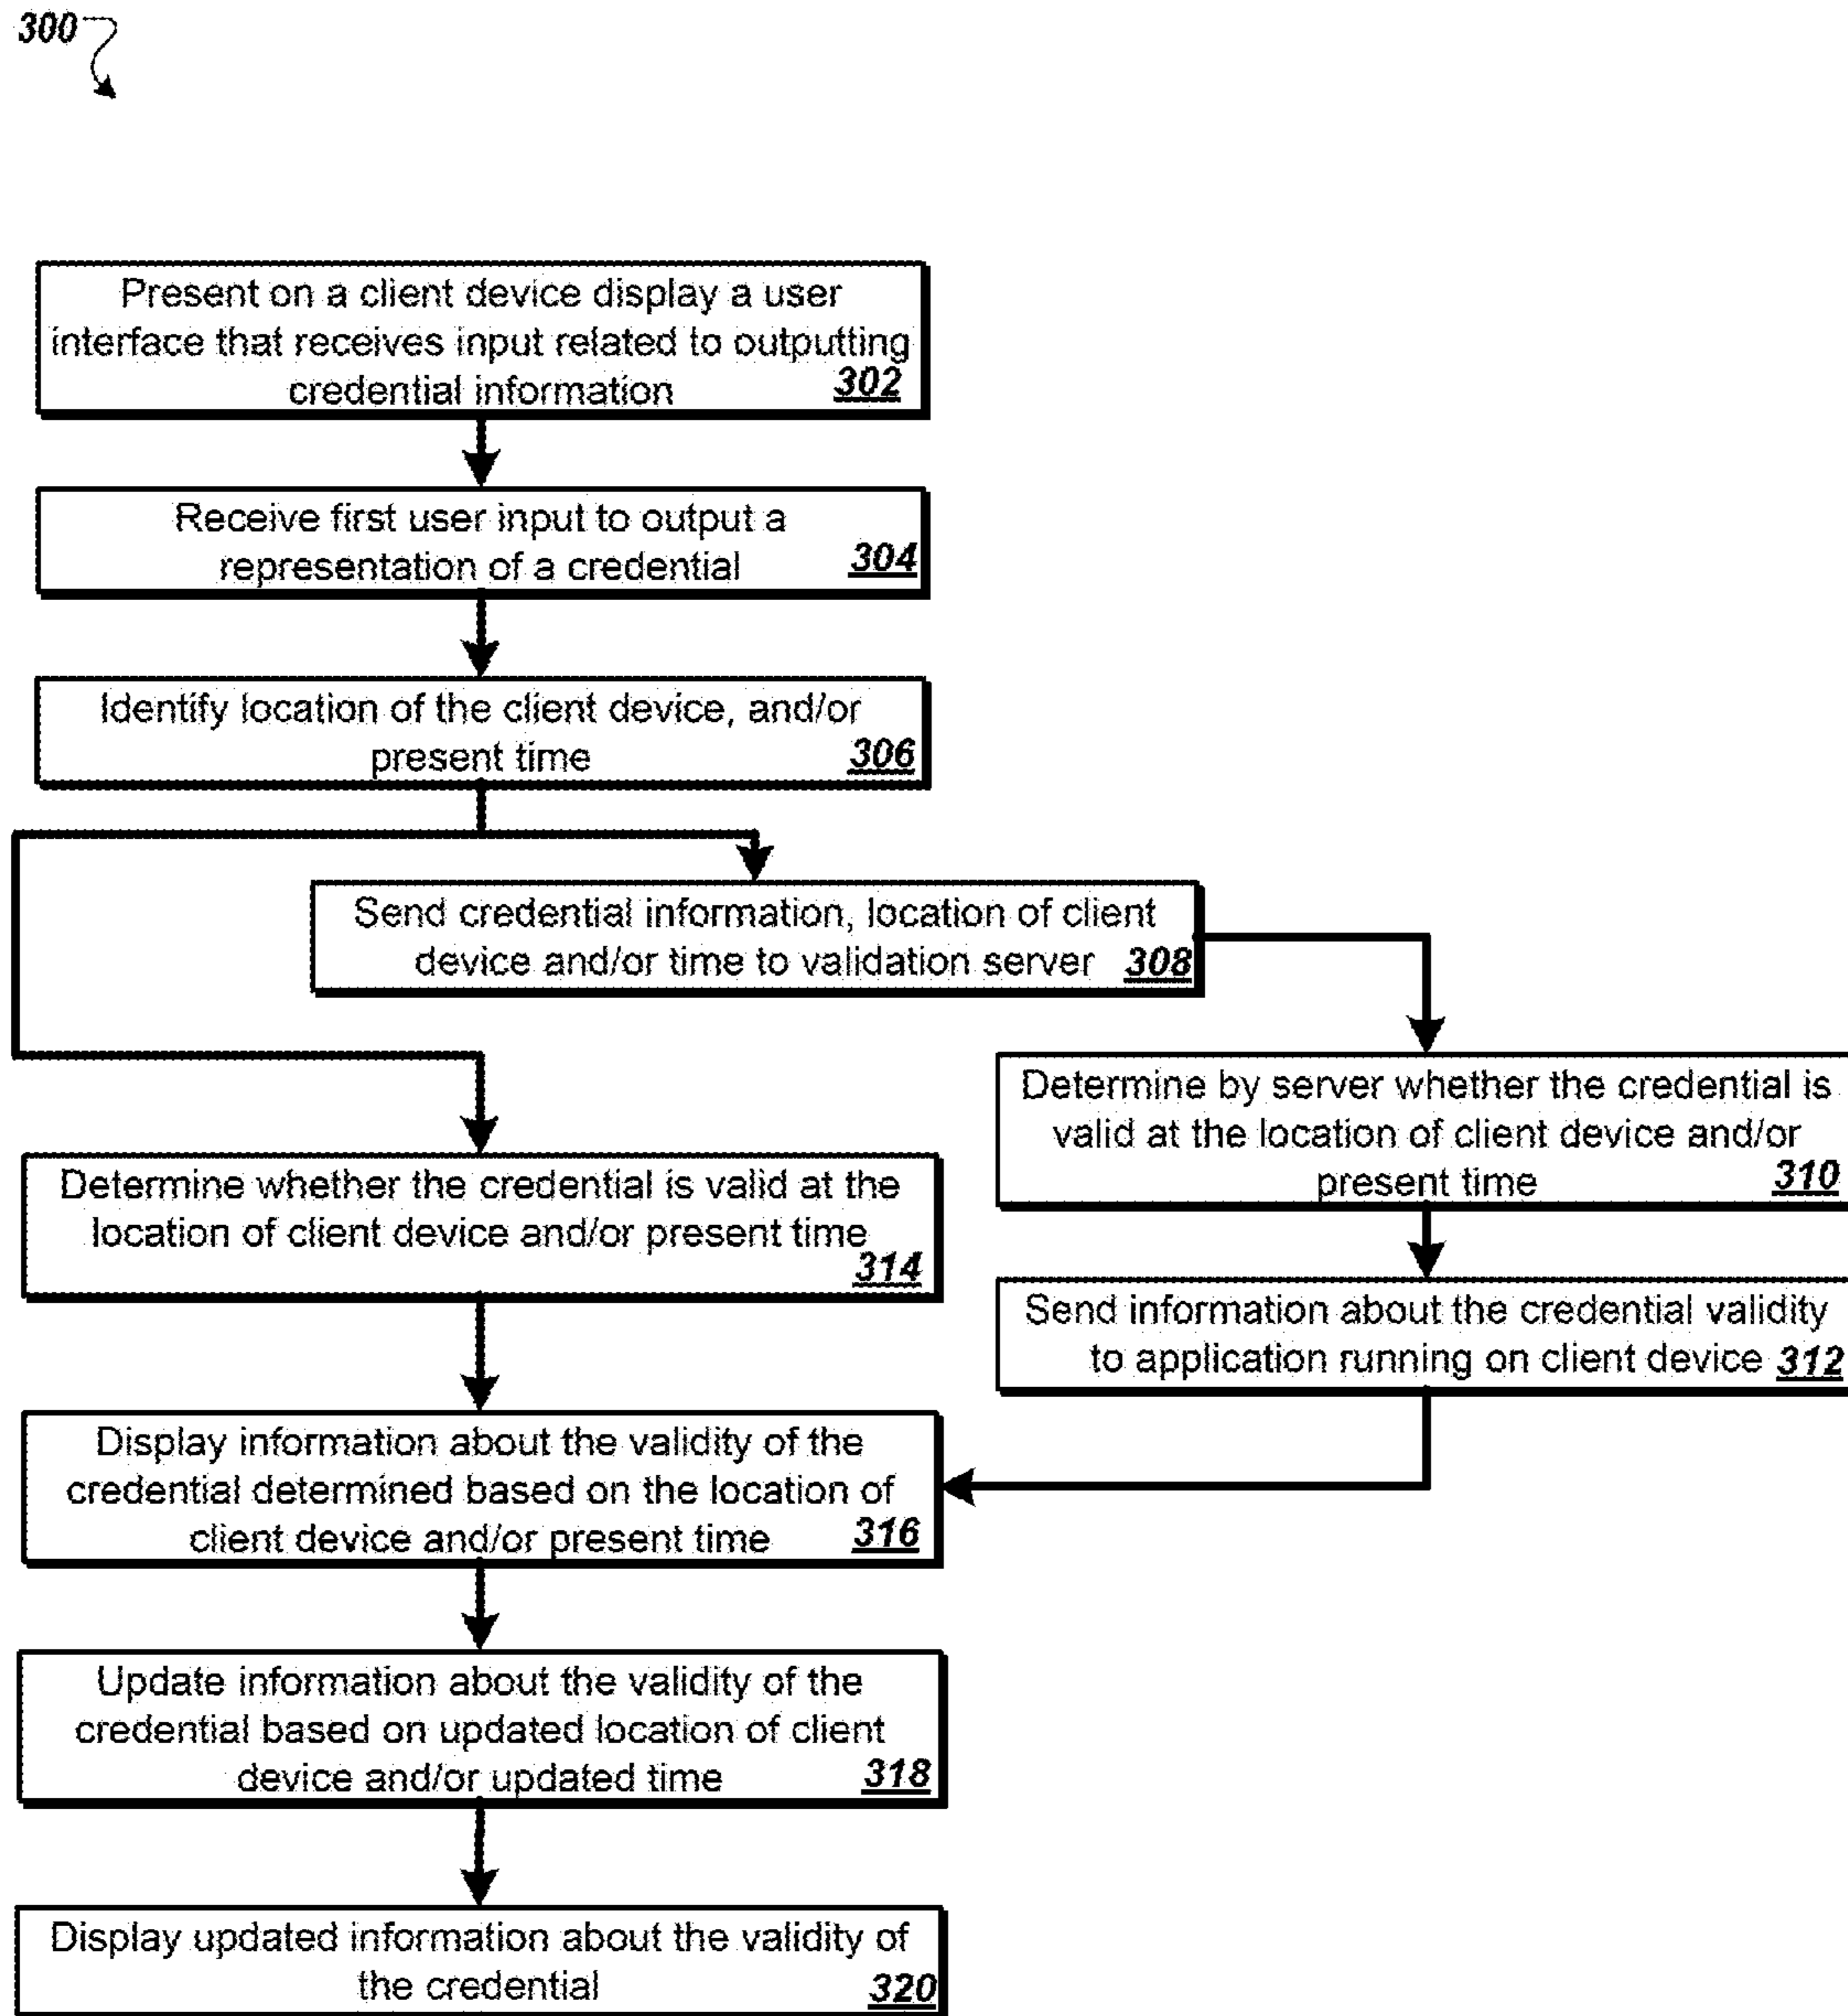 300
Present on a client device display a user
interface that receives input related to outputting
credential information 302
Receive first user input to output a
representation of a credential 304
Identify location of the client device, and/or
present time 306
Send credential information, location of client
device and/or time to validation server 308
Determine by server whether the credential is
valid at the location of client device and/or
present time 310
Determine whether the credential is valid at the
location of client device and/or present time
314
Send information about the credential validity
to application running on client device 312
Display information about the validity of the
credential determined based on the location of
client device and/or present time 316
Update information about the validity of the
credential based on updated location of client
device and/or updated time 318
Display updated information about the validity of
the credential 320